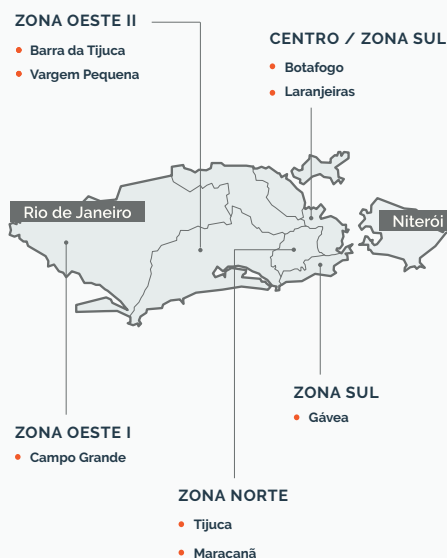 ZONA OESTE II
Barra da Tijuca
Vargem Pequena
CENTRO / ZONA SUL
Botafogo
Laranjeiras
Rio de Janeiro
Niterói
ZONA SUL
Gávea
ZONA OESTE I
Campo Grande
ZONA NORTE
Tijuca
Maracanã